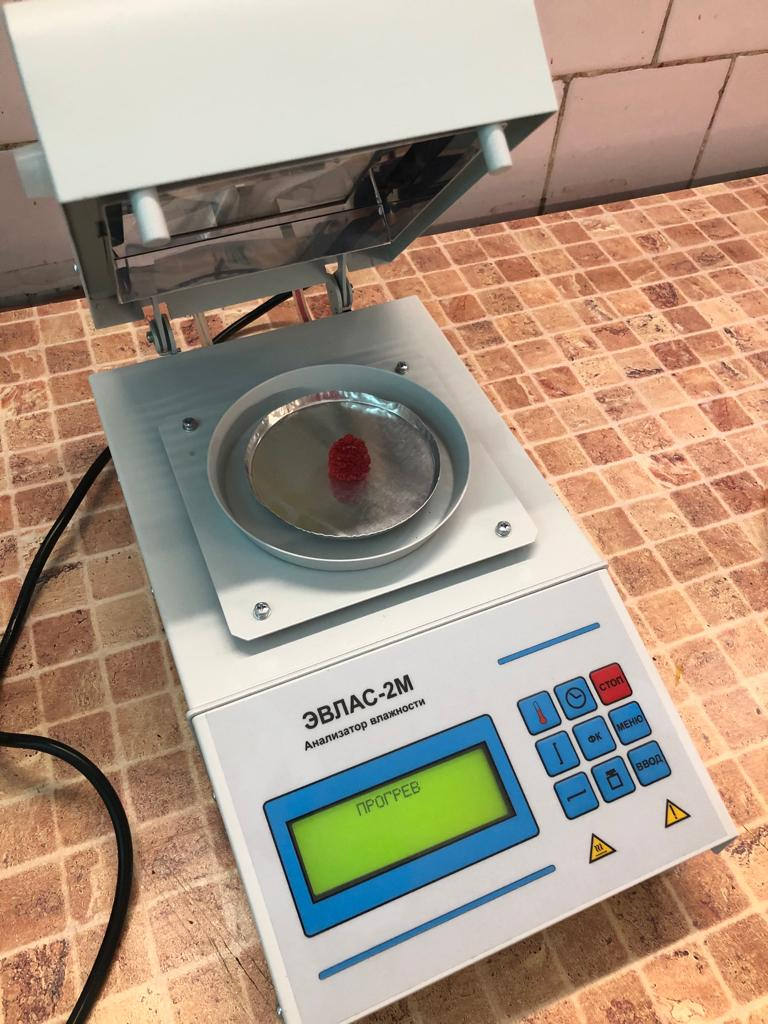 ЭВЛАС-2М
Анализатор влажности
ПРОГРЕВ
СТОП
ФК
МЕНЮ
ВВОД